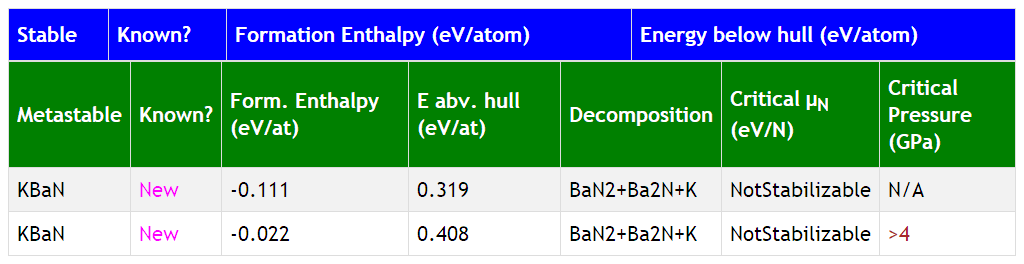 Stable Known? Formation Enthalpy (eV/atom) Energy below hull (eV/atom)
Metastable Known? Form. Enthalpy (eV/at) E abv. hull (eV/at) Decomposition Critical μN (eV/N) Critical Pressure (GPa)
KBaN New -0.111 0.319 BaN2+Ba2N+K NotStabilizable N/A
KBaN New -0.022 0.408 BaN2+Ba2N+K NotStabilizable >4